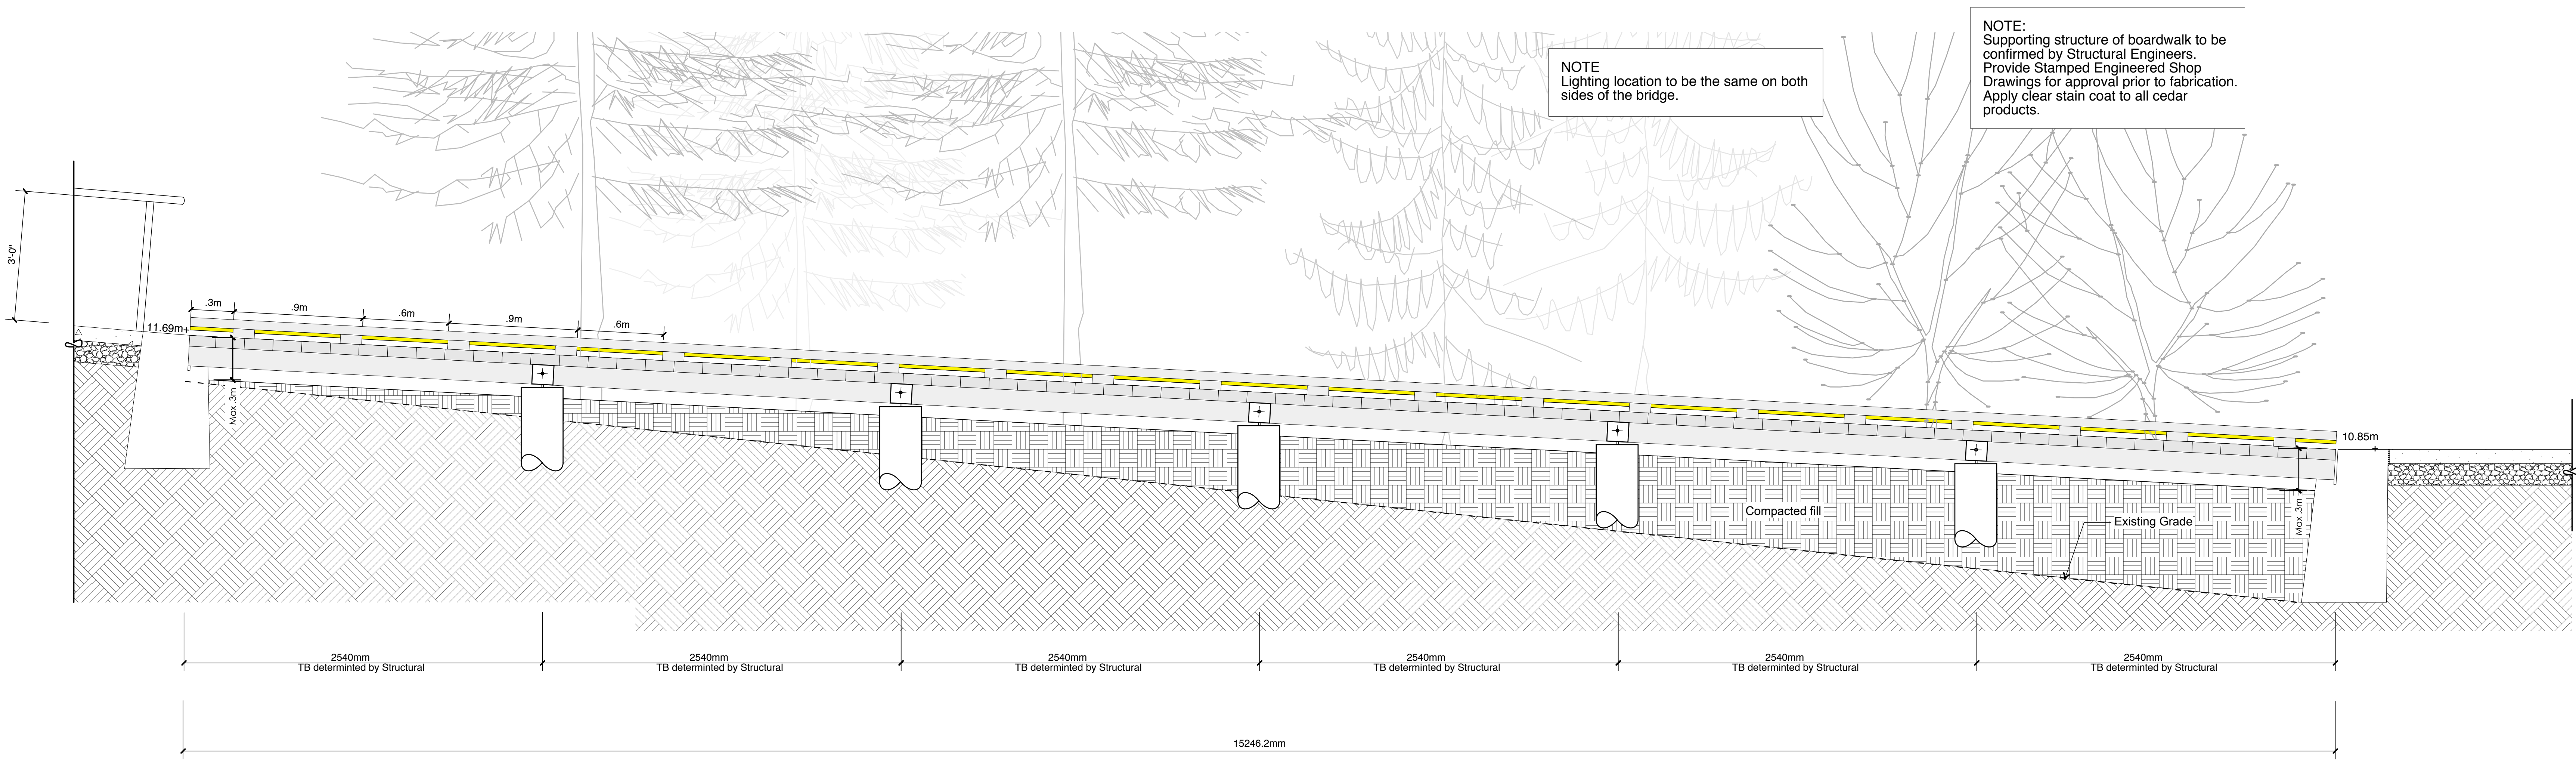 NOTE:
Supporting structure of boardwalk to be
confirmed by Structural Engineers.
Provide Stamped Engineered Shop
Drawings for approval prior to fabrication.
Apply clear stain coat to all cedar
products.
NOTE
Lighting location to be the same on both
sides of the bridge.
3'-0"
.3m
.9m
.6m
.9m
.6m
11.69m+
Max .3m
10.85m
+
Max .3m
Compacted fill
Existing Grade
2540mm
TB determinted by Structural
2540mm
TB determinted by Structural
2540mm
TB determinted by Structural
2540mm
TB determinted by Structural
2540mm
TB determinted by Structural
2540mm
TB determinted by Structural
15246.2mm